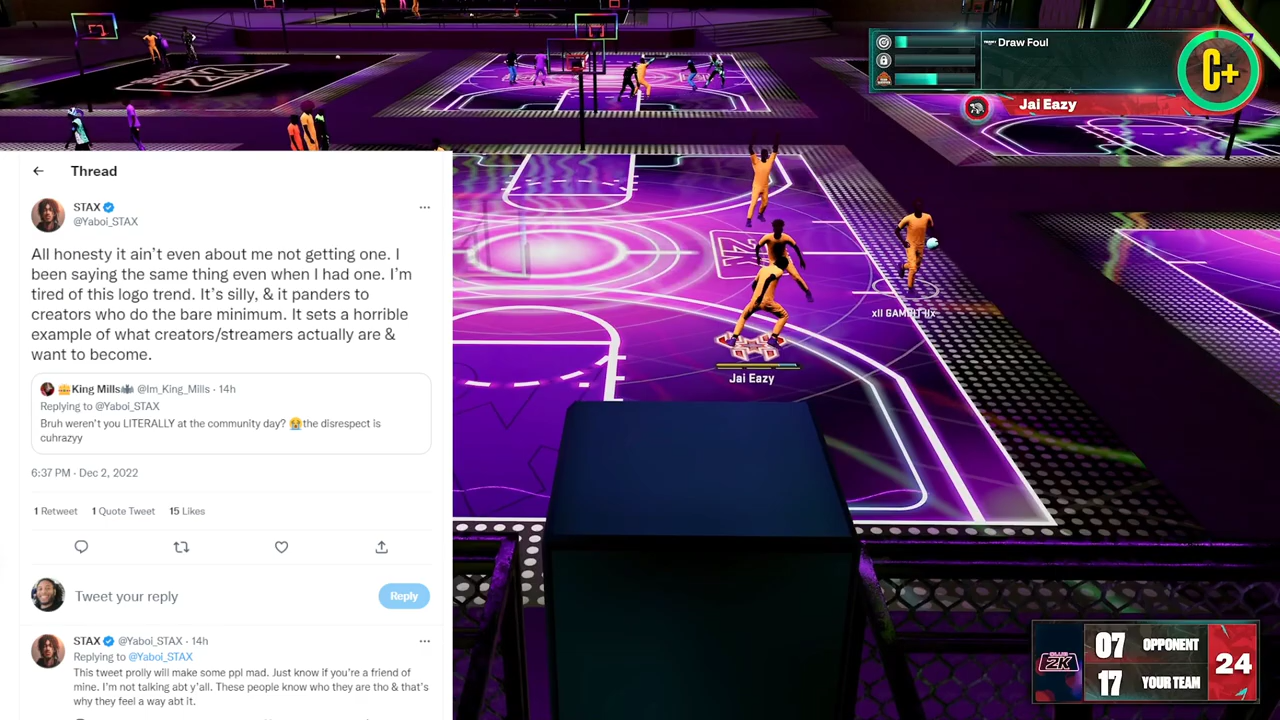 Draw Foul
C+
Jai Eazy
Thread
STAX
@Yaboi_STAX
All honesty it ain't even about me not getting one. I
been saying the same thing even when I had one. I'm
tired of this logo trend. It's silly & it panders to
creators who do the bare minimum. It sets a horrible
example of what creators/streamers actually are &
want to become.
King Mills @Im_King_Mills · 14h
Replying to @Yaboi_STAX
Bruh weren't you LITERALLY at the community day? 😭the disrespect is
cuhrazyy
6:37 PM · Dec 2, 2022
1 Retweet 1 Quote Tweet 15 Likes
Tweet your reply
Reply
STAX @Yaboi_STAX · 14h
Replying to @Yaboi_STAX
This tweet prolly will make some ppl mad. Just know if you're a friend of
mine. I'm not talking abt y'all. These people know who they are tho & that's
why they feel a way abt it.
Jai Eazy
2K
07 OPPONENT
17 YOUR TEAM
24